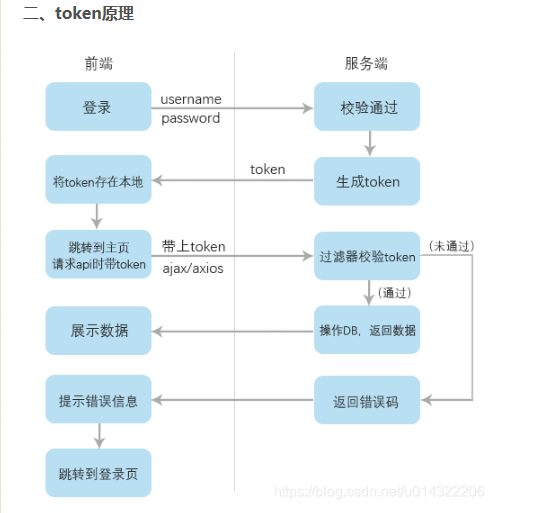 二、token原理
前端
服务端
登录
username
password
校验通过
将token存在本地
token
生成token
跳转到主页
请求api时带token
带上token
ajax/axios
过滤器校验token
(未通过)
(通过)
展示数据
操作DB，返回数据
提示错误信息
返回错误码
跳转到登录页
https://blog.csdn.net/u014322206